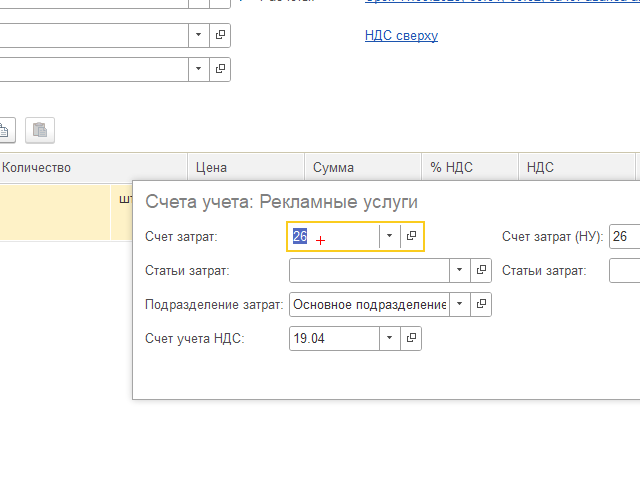 НДС сверху
Количество Цена Сумма % НДС НДС
Счета учета: Рекламные услуги
Счет затрат: 26 Счет затрат (НУ): 26
Статьи затрат: Статьи затрат:
Подразделение затрат: Основное подразделение
Счет учета НДС: 19.04